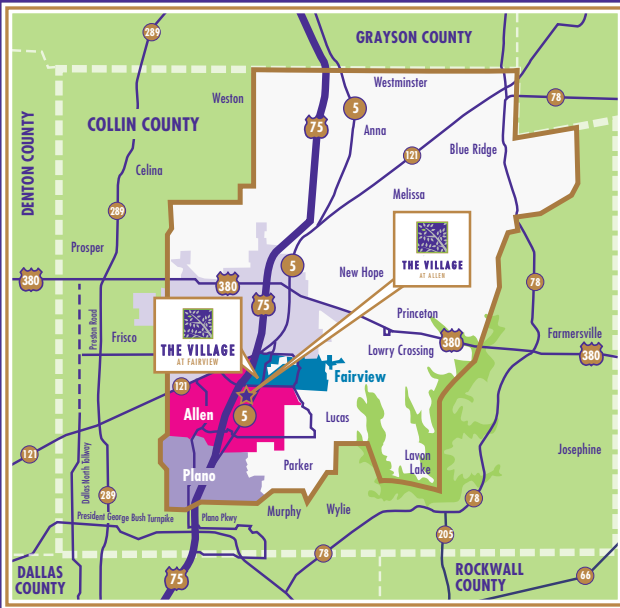 289
GRAYSON COUNTY
Westminster
Weston
78
5
COLLIN COUNTY
75
Anna
121
Blue Ridge
DENTON COUNTY
Celina
Melissa
289
THE VILLAGE
AT ALLEN
Prosper
5
New Hope
380
380
78
75
Princeton
Preston Road
THE VILLAGE
AT FAIRVIEW
Frisco
Lowry Crossing
380
Farmersville
380
Fairview
121
Allen
5
Lucas
121
Dallas North Tollway
Plano
Parker
Lavon
Lake
Josephine
289
78
President George Bush Turnpike
Plano Pkwy
Murphy
Wylie
205
78
DALLAS
COUNTY
75
ROCKWALL
COUNTY
66